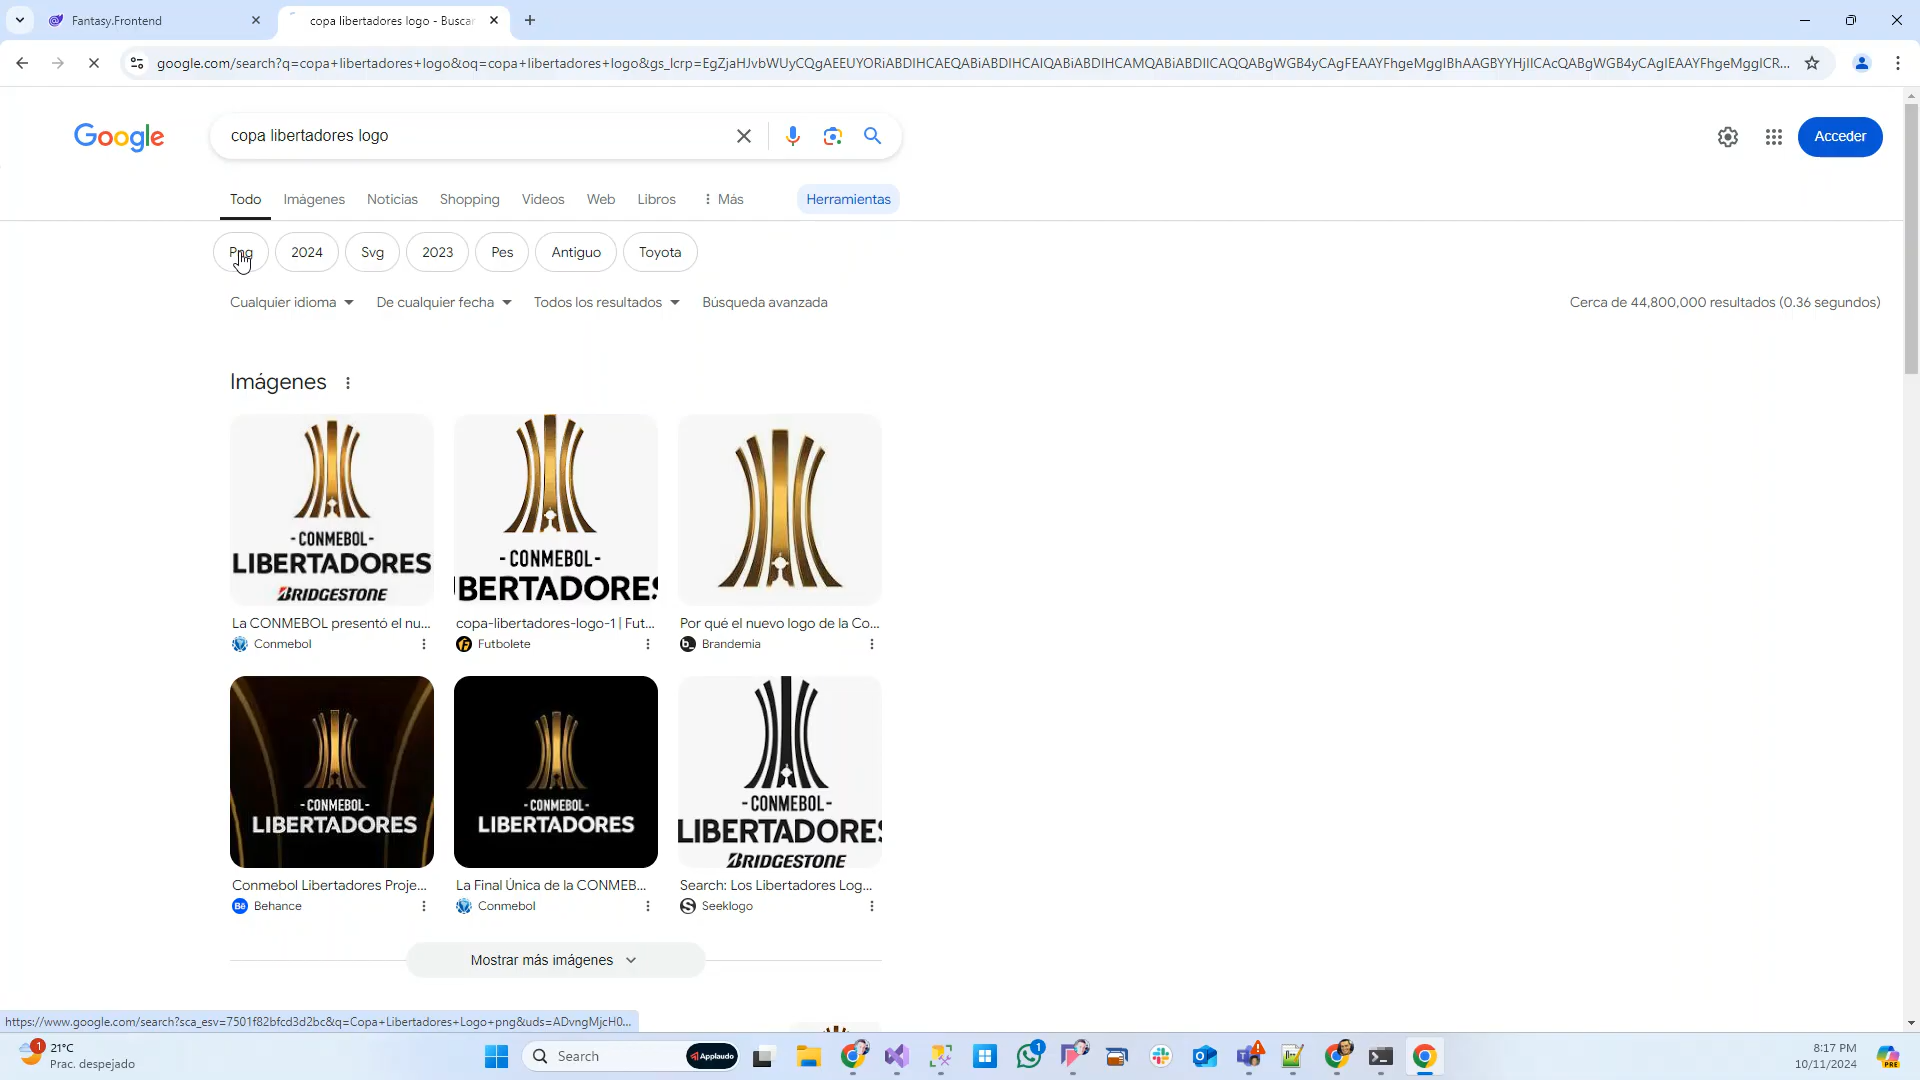 Fantasy.Frontend
copa libertadores logo - Buscar
google.com/search?q=copa+libertadores+logo&oq=copa+libertadores+logo&gs_lcrp=EgZjaHJvbWUyCQgAEEUYORiABDIHCAEQABiABDIHCAIQABiABDIHCAMQABiABDIICAQQABgWGB4yCAgFEAAYFhgeMggIBhAAGBYYHjIICAcQABgWGB4yCAgIEAAYFhgeMggICR...
Google
copa libertadores logo
Acceder
Todo
Imágenes
Noticias
Shopping
Videos
Web
Libros
Más
Herramientas
Png
2024
Svg
2023
Pes
Antiguo
Toyota
Cualquier idioma
De cualquier fecha
Todos los resultados
Búsqueda avanzada
Cerca de 44,800,000 resultados (0.36 segundos)
Imágenes
-CONMEBOL-
LIBERTADORES
BRIDGESTONE
-CONMEBOL-
IBERTADORES
La CONMEBOL presentó el nu...
Conmebol
copa-libertadores-logo-1 | Fut...
Futbolete
Por qué el nuevo logo de la Co...
Brandemia
-CONMEBOL-
LIBERTADORES
-CONMEBOL-
LIBERTADORES
-CONMEBOL-
LIBERTADORES
BRIDGESTONE
Conmebol Libertadores Proje...
Bē
Behance
La Final Única de la CONMEB...
Conmebol
Search: Los Libertadores Log...
Seeklogo
Mostrar más imágenes
https://www.google.com/search?sca_esv=7501f82bfcd3d2bc&q=Copa+Libertadores+Logo+png&uds=ADvngMjcH0...
1
21°C
Prac. despejado
Search
Applaudo
1
8:17 PM
10/11/2024
PRE